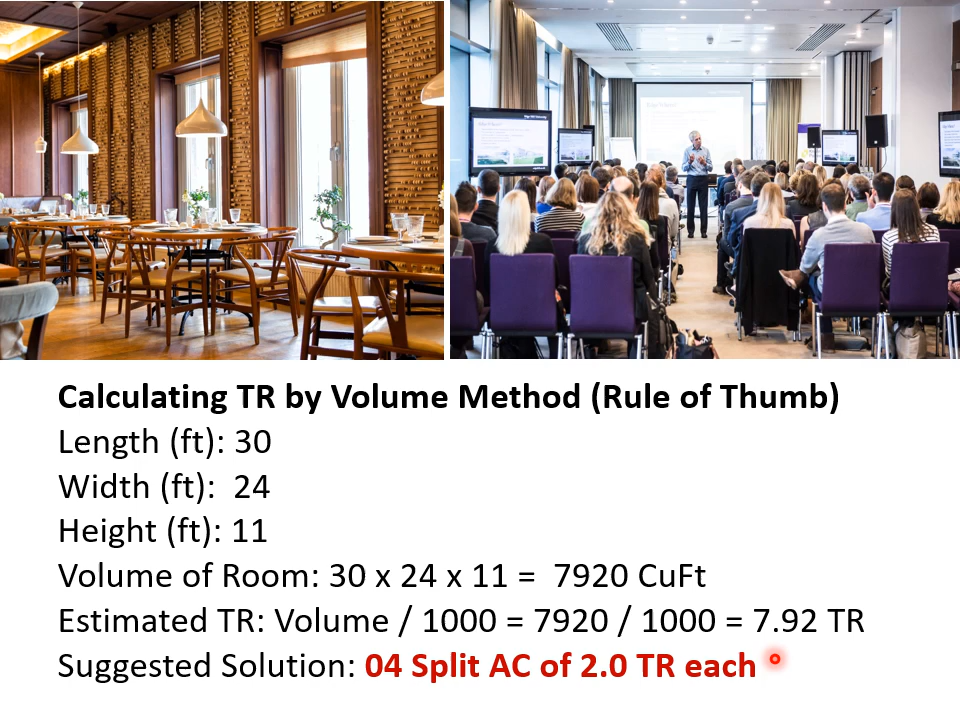 Calculating TR by Volume Method (Rule of Thumb)
Length (ft): 30
Width (ft):  24
Height (ft): 11
Volume of Room: 30 x 24 x 11 =  7920 CuFt
Estimated TR: Volume / 1000 = 7920 / 1000 = 7.92 TR
Suggested Solution: 04 Split AC of 2.0 TR each